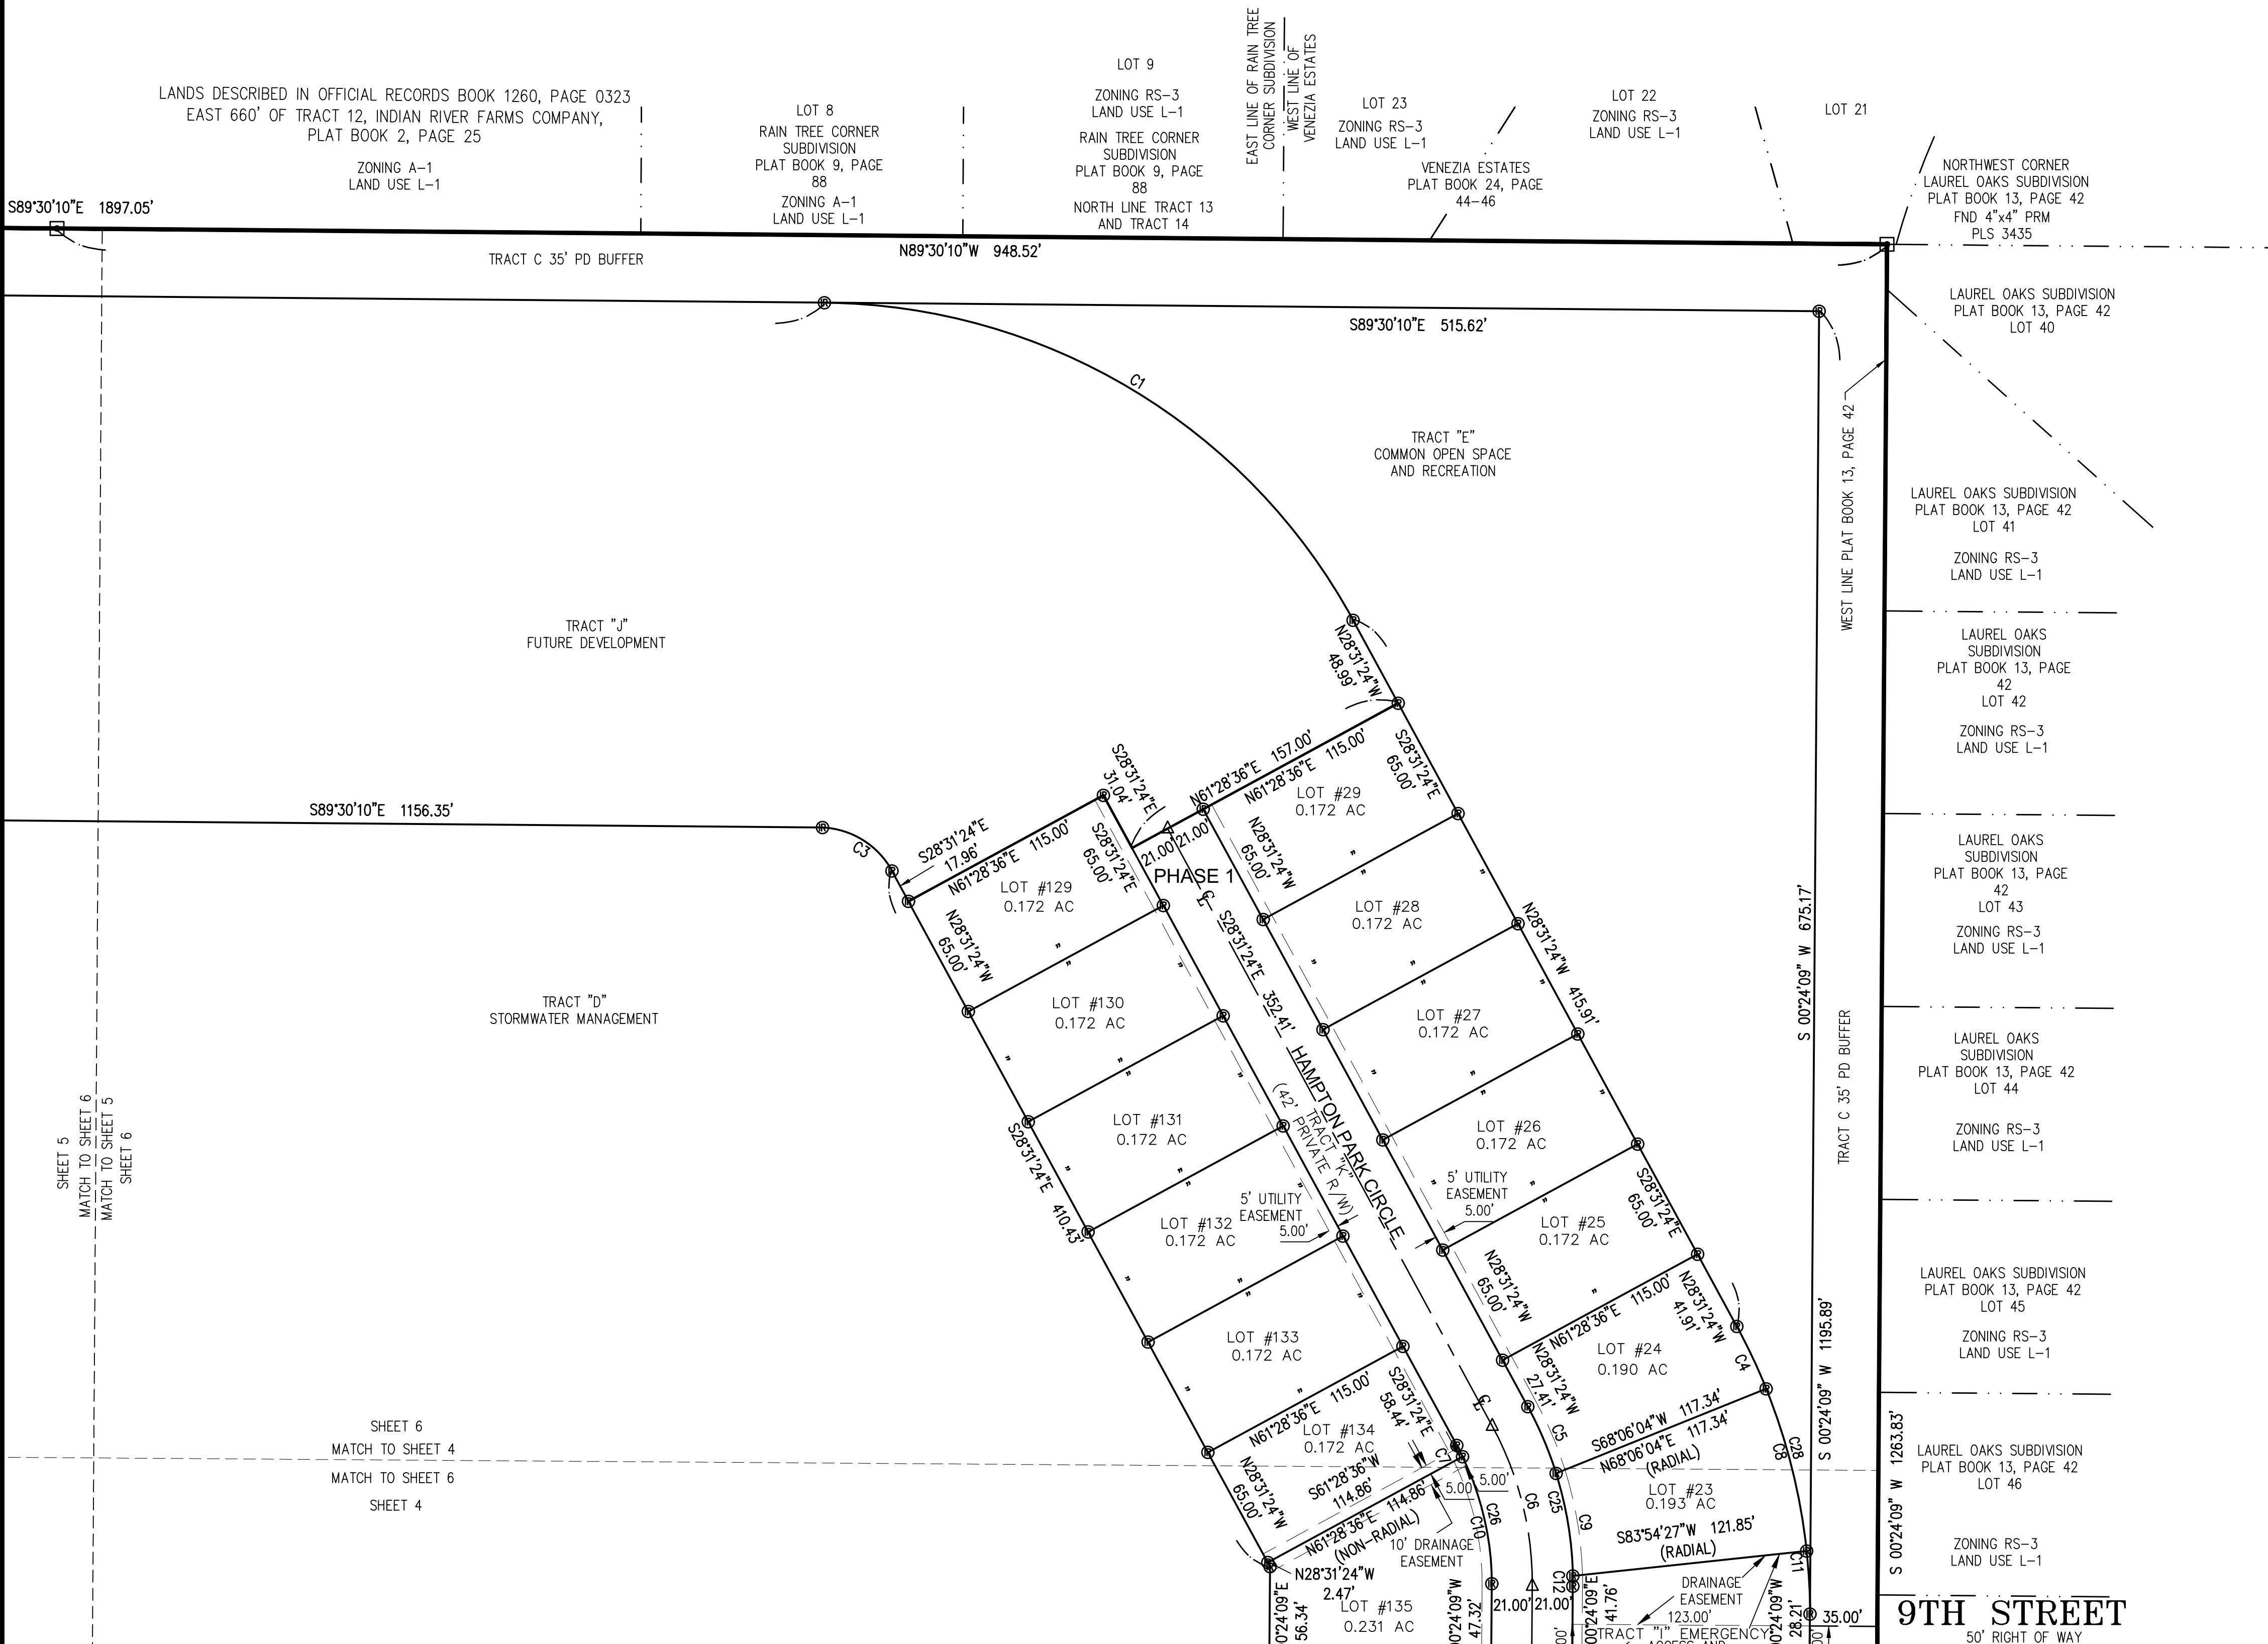 LANDS DESCRIBED IN OFFICIAL RECORDS BOOK 1260, PAGE 0323
EAST 660' OF TRACT 12, INDIAN RIVER FARMS COMPANY,
PLAT BOOK 2, PAGE 25
ZONING A-1
LAND USE L-1
LOT 8
RAIN TREE CORNER
SUBDIVISION
PLAT BOOK 9, PAGE
88
ZONING A-1
LAND USE L-1
LOT 9
ZONING RS-3
LAND USE L-1
RAIN TREE CORNER
SUBDIVISION
PLAT BOOK 9, PAGE
88
NORTH LINE TRACT 13
AND TRACT 14
EAST LINE OF RAIN TREE
CORNER SUBDIVISION
WEST LINE OF
VENEZIA ESTATES
LOT 23
ZONING RS-3
LAND USE L-1
VENEZIA ESTATES
PLAT BOOK 24, PAGE
44-46
LOT 22
ZONING RS-3
LAND USE L-1
LOT 21
NORTHWEST CORNER
LAUREL OAKS SUBDIVISION
PLAT BOOK 13, PAGE 42
FND 4"x4" PRM
PLS 3435
S89°30'10"E 1897.05'
N89°30'10"W 948.52'
TRACT C 35' PD BUFFER
S89°30'10"E 515.62'
C1
TRACT "E"
COMMON OPEN SPACE
AND RECREATION
WEST LINE PLAT BOOK 13, PAGE 42
LAUREL OAKS SUBDIVISION
PLAT BOOK 13, PAGE 42
LOT 40
LAUREL OAKS SUBDIVISION
PLAT BOOK 13, PAGE 42
LOT 41
ZONING RS-3
LAND USE L-1
LAUREL OAKS
SUBDIVISION
PLAT BOOK 13, PAGE
42
LOT 42
ZONING RS-3
LAND USE L-1
LAUREL OAKS
SUBDIVISION
PLAT BOOK 13, PAGE
42
LOT 43
ZONING RS-3
LAND USE L-1
LAUREL OAKS
SUBDIVISION
PLAT BOOK 13, PAGE 42
LOT 44
ZONING RS-3
LAND USE L-1
LAUREL OAKS SUBDIVISION
PLAT BOOK 13, PAGE 42
LOT 45
ZONING RS-3
LAND USE L-1
LAUREL OAKS SUBDIVISION
PLAT BOOK 13, PAGE 42
LOT 46
ZONING RS-3
LAND USE L-1
9TH STREET
50' RIGHT OF WAY
TRACT "J"
FUTURE DEVELOPMENT
S89°30'10"E 1156.35'
C3
S28°31'24"E
17.96'
TRACT "D"
STORMWATER MANAGEMENT
SHEET 5
MATCH TO SHEET 6
MATCH TO SHEET 5
SHEET 6
SHEET 6
MATCH TO SHEET 4
MATCH TO SHEET 6
SHEET 4
N28°31'24"W
48.99'
N61°28'36"E 157.00'
N61°28'36"E 115.00'
S28°31'24"E
65.00'
LOT #29
0.172 AC
N28°31'24"W
65.00'
S28°31'24"E
31.04'
21.00'
21.00'
PHASE 1
N61°28'36"E 115.00'
S28°31'24"E
65.00'
LOT #129
0.172 AC
N28°31'24"W
65.00'
LOT #28
0.172 AC
N28°31'24"W 415.91'
S28°31'24"E 352.41'
LOT #130
0.172 AC
LOT #27
0.172 AC
LOT #131
0.172 AC
HAMPTON PARK CIRCLE
TRACT "K"
(42' PRIVATE R/W)
LOT #26
0.172 AC
S28°31'24"E 410.43'
LOT #132
0.172 AC
5' UTILITY
EASEMENT
5.00'
5' UTILITY
EASEMENT
5.00'
LOT #25
0.172 AC
S28°31'24"E
65.00'
N28°31'24"W
65.00'
LOT #133
0.172 AC
N61°28'36"E 115.00'
N28°31'24"W
41.91'
C4
LOT #24
0.190 AC
N28°31'24"W
27.41'
C5
S68°06'04"W 117.34'
N68°06'04"E 117.34'
(RADIAL)
C28
C8
N61°28'36"E 115.00'
S28°31'24"E
58.44'
LOT #134
0.172 AC
C7
S61°28'36"W
114.86'
N61°28'36"E 114.86'
(NON-RADIAL)
N28°31'24"W
65.00'
5.00'
5.00'
C26
C10
10' DRAINAGE
EASEMENT
C6
C25
C9
LOT #23
0.193 AC
S83°54'27"W 121.85'
(RADIAL)
C11
C12
N28°31'24"W
2.47'
LOT #135
0.231 AC
0°24'09"E
56.34'
00°24'09"W
47.32'
21.00'
21.00'
00°24'09"E
41.76'
DRAINAGE
EASEMENT
123.00'
TRACT "I" EMERGENCY
00°24'09"W
28.21'
35.00'
S 00°24'09" W 675.17'
TRACT C 35' PD BUFFER
S 00°24'09" W 1195.89'
S 00°24'09" W 1263.83'